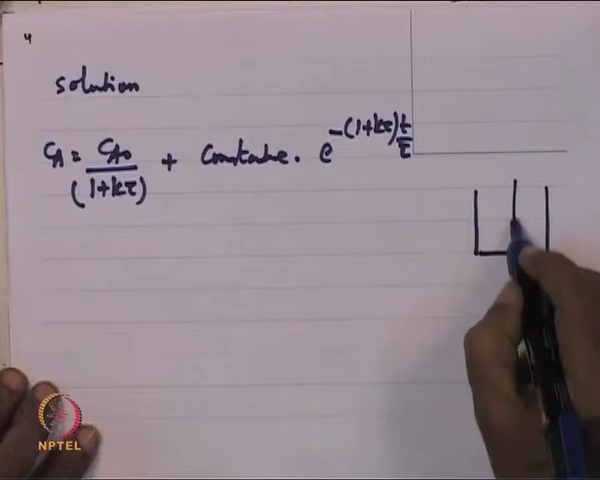 4
solution
CA = CA0/(1+kτ) + Constant. e^-(1+kτ)t/τ
NPTEL